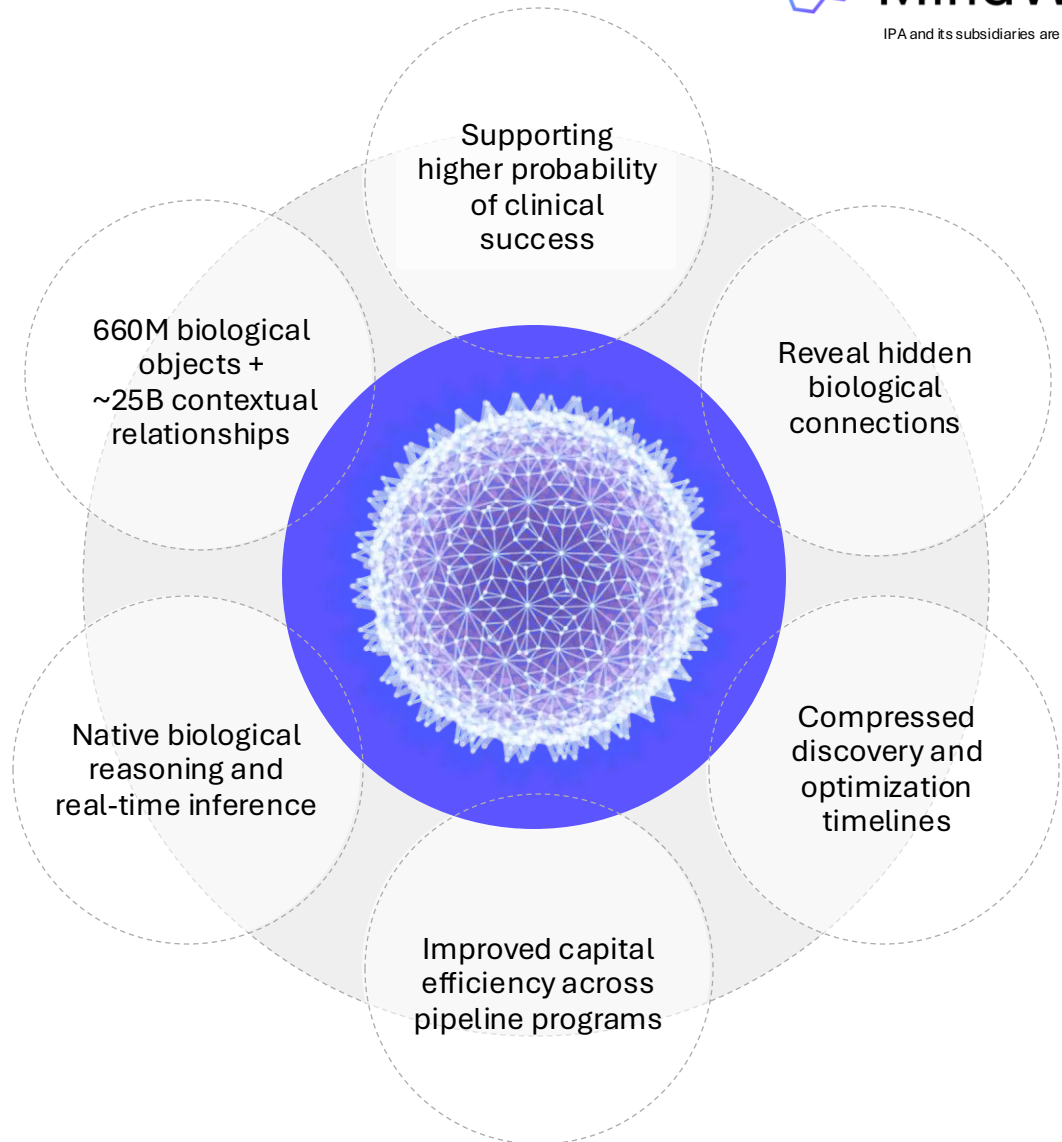 IPA and its subsidiaries are
Supporting
higher probability
of clinical
success
660M biological
objects +
~25B contextual
relationships
Reveal hidden
biological
connections
Native biological
reasoning and
real-time inference
Compressed
discovery and
optimization
timelines
Improved capital
efficiency across
pipeline programs